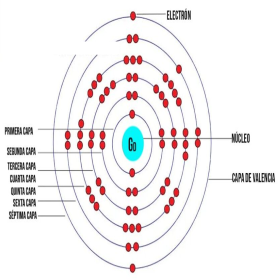 ELECTRÓN
PRIMERA CAPA
SEGUNDA CAPA
TERCERA CAPA
CUARTA CAPA
QUINTA CAPA
SEXTA CAPA
SÉPTIMA CAPA
Go
NÚCLEO
CAPA DE VALENCIA